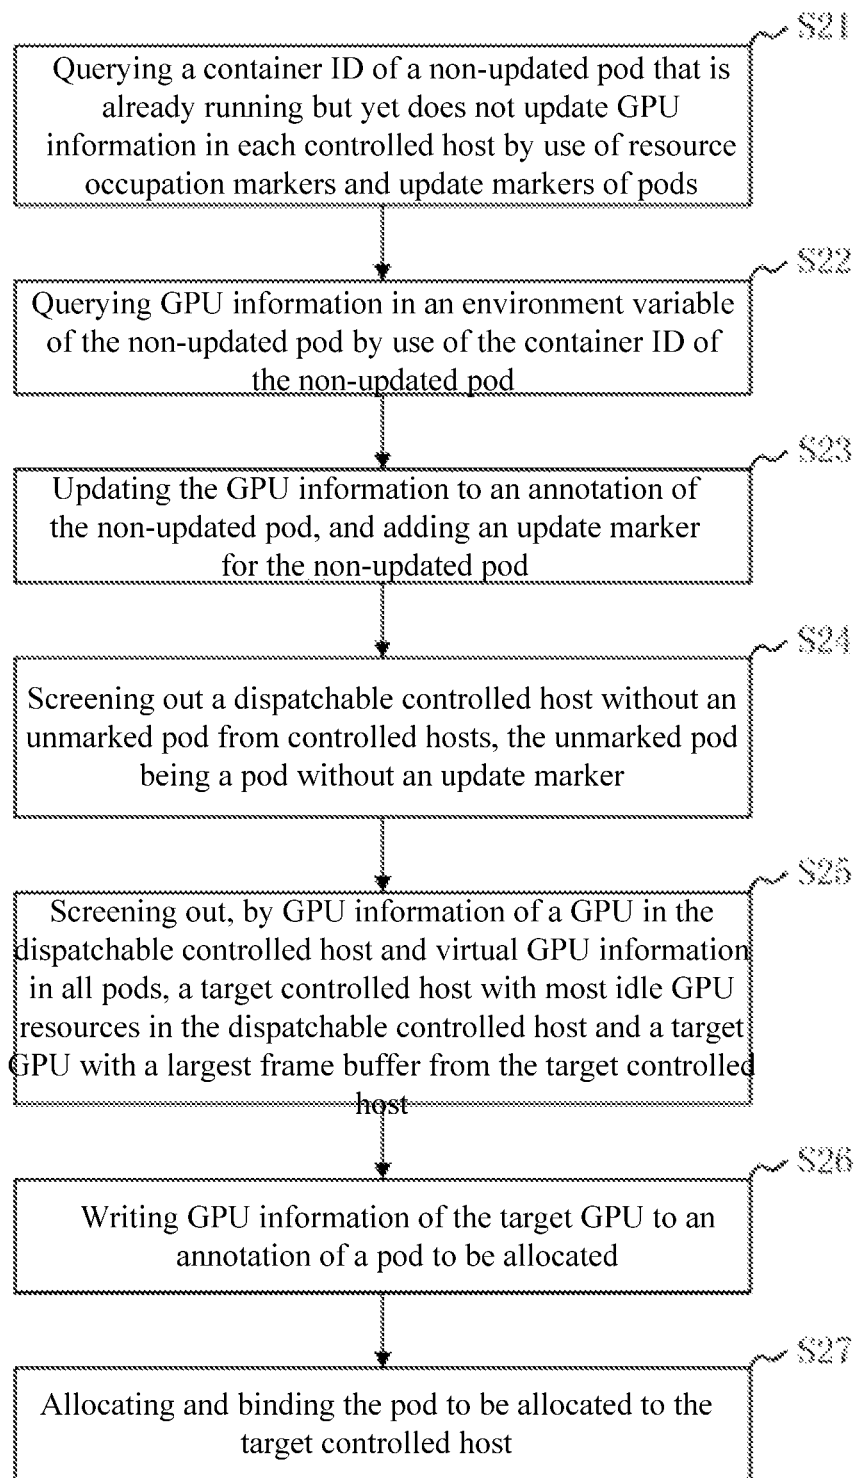 S21
Querying a container ID of a non-updated pod that is
already running but yet does not update GPU
information in each controlled host by use of resource
occupation markers and update markers of pods
S22
Querying GPU information in an environment variable
of the non-updated pod by use of the container ID of
the non-updated pod
S23
Updating the GPU information to an annotation of
the non-updated pod, and adding an update marker
for the non-updated pod
S24
Screening out a dispatchable controlled host without an
unmarked pod from controlled hosts, the unmarked pod
being a pod without an update marker
S25
Screening out, by GPU information of a GPU in the
dispatchable controlled host and virtual GPU information
in all pods, a target controlled host with most idle GPU
resources in the dispatchable controlled host and a target
GPU with a largest frame buffer from the target controlled
host
S26
Writing GPU information of the target GPU to an
annotation of a pod to be allocated
S27
Allocating and binding the pod to be allocated to the
target controlled host